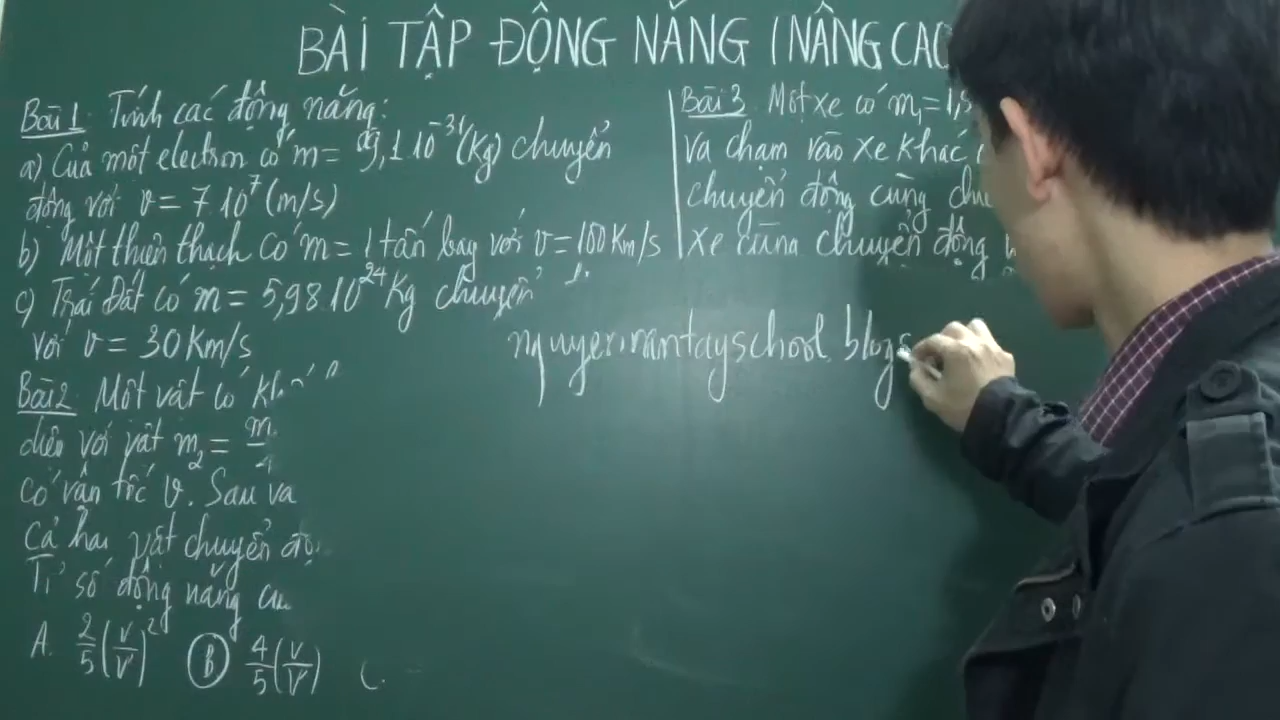 BÀI TẬP ĐỘNG NĂNG (NÂNG CAO
Bài 1: Tính các động năng:
a) Của một electron có m = 9,1 10⁻³¹(Kg) chuyển
động với v = 7 10⁷ (m/s)
b) Một thiên thạch có m = 1 tấn bay với v = 100 Km/s
c) Trái Đất có m = 5,98 10²⁴ Kg chuyển
với v = 30 Km/s
Bài 2 Một vật có
diện với vật m₂ =
có vận tốc v. Sau va
cả hai vật chuyển
Tỉ số động năng
A. 2/5 (v/v')² (B) 4/5 (v/v')
Bài 3 Một xe có m₁ = 1,5
va chạm vào xe khác
chuyển động cùng
xe cùng chuyển động
nguyenvantayschool.blogs